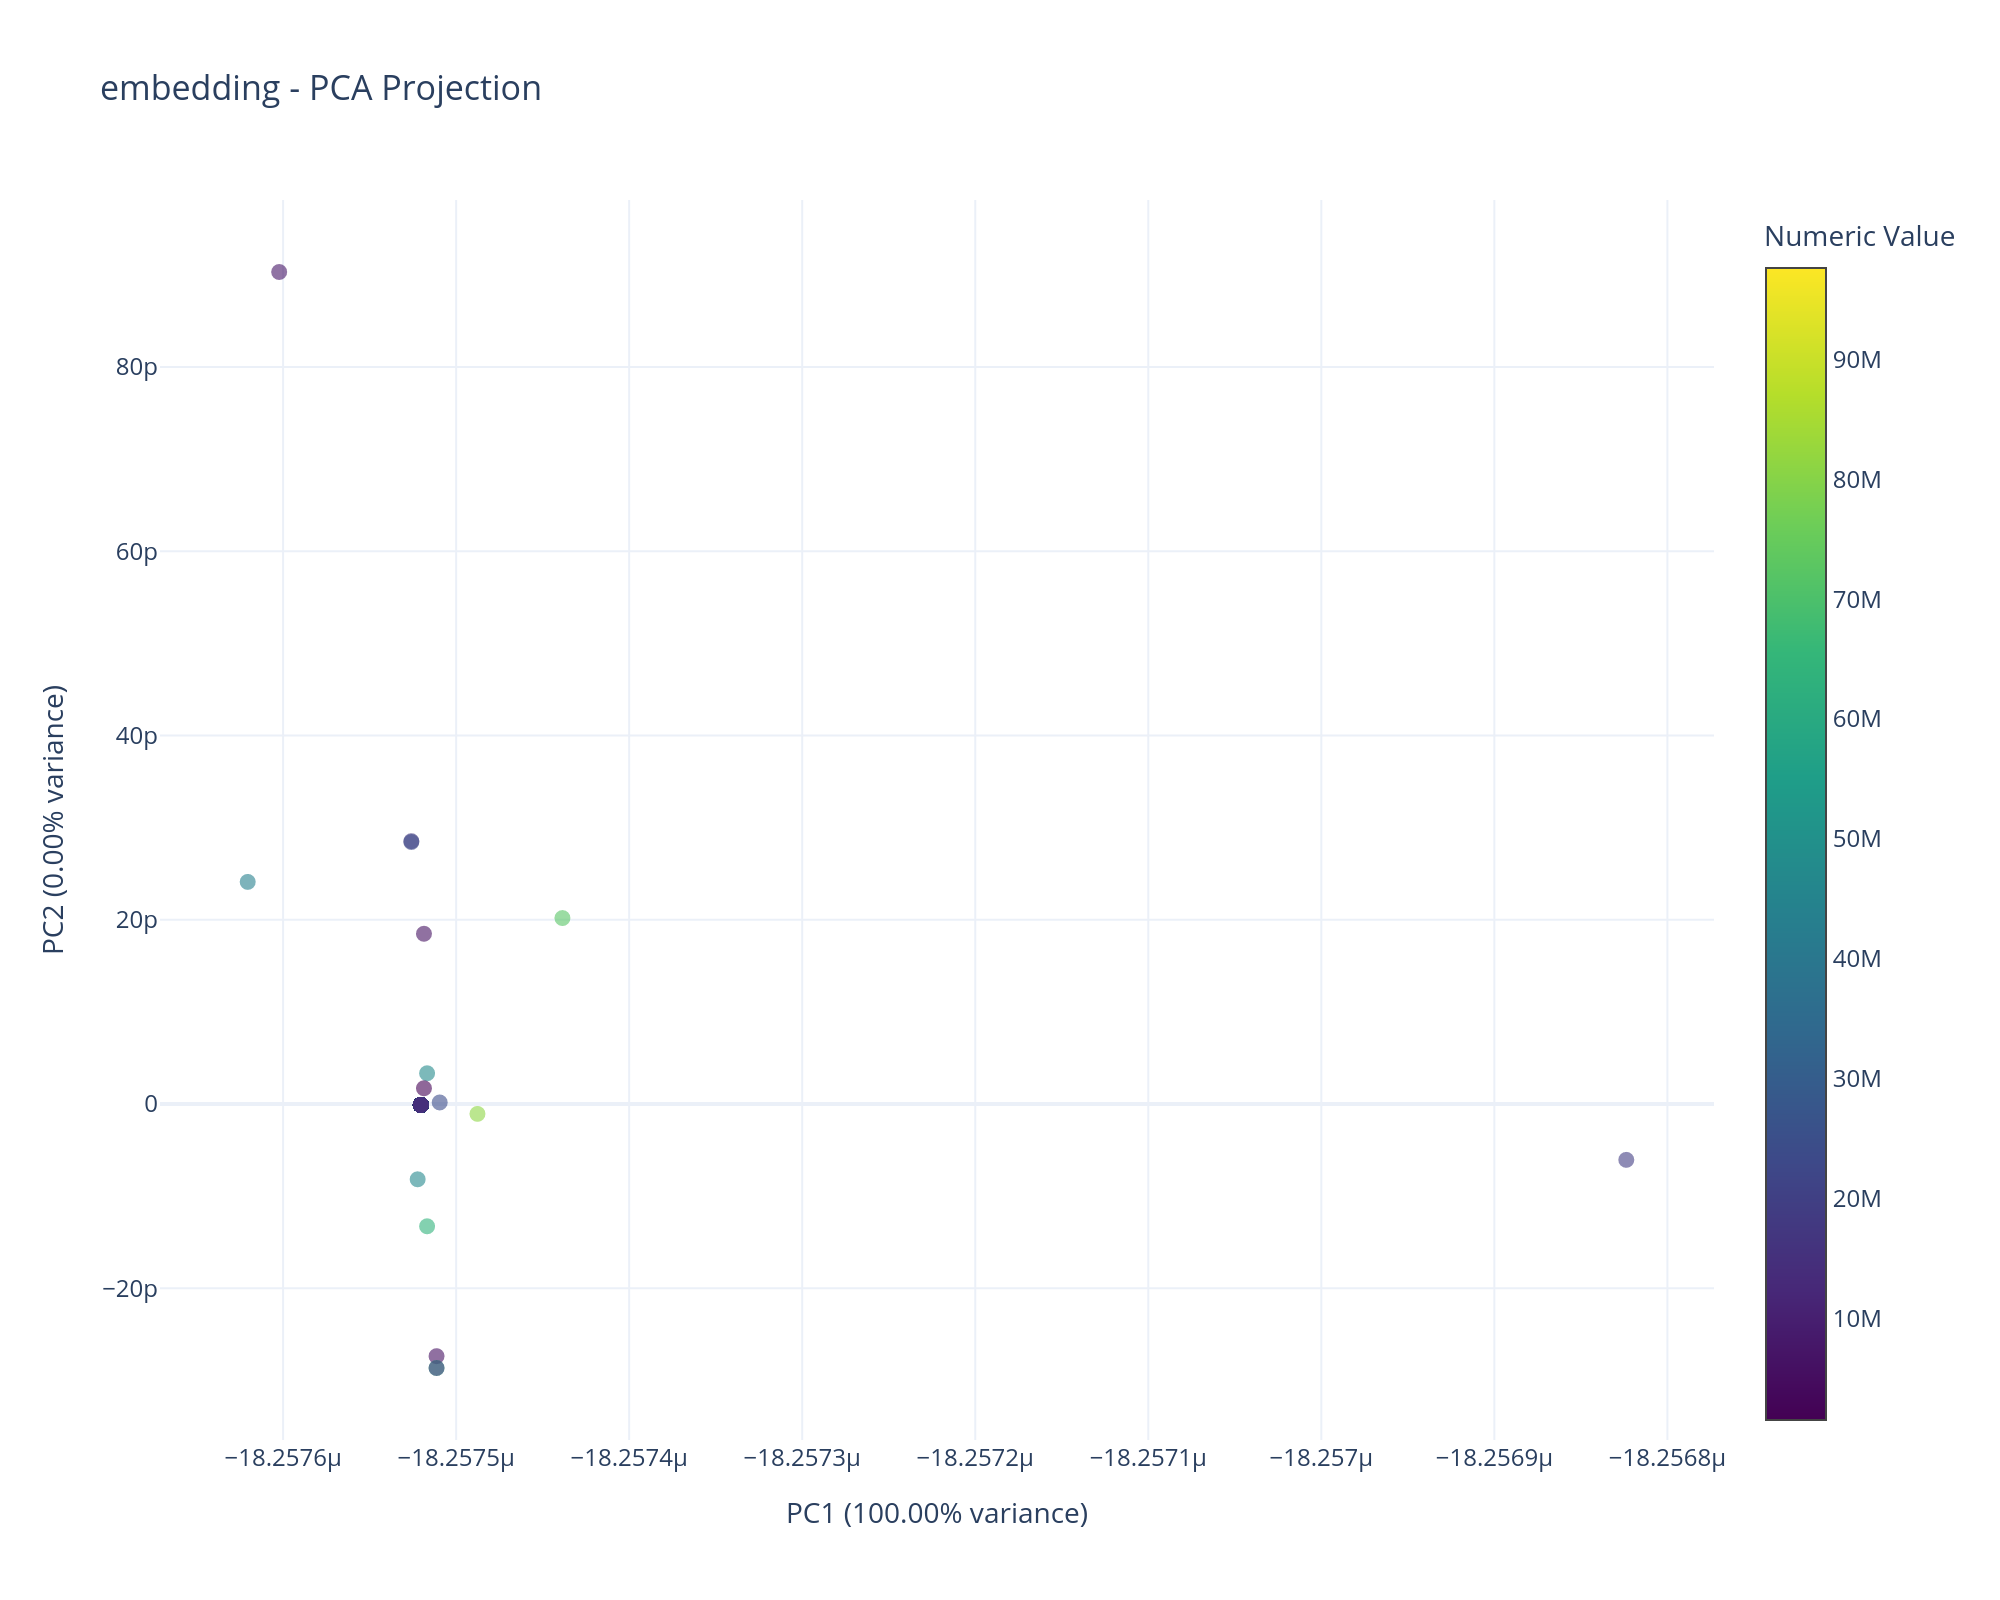 embedding - PCA Projection
Numeric Value
90M
80M
70M
60M
50M
40M
30M
20M
10M
80p
60p
40p
20p
0
−20p
PC2 (0.00% variance)
−18.2576μ
−18.2575μ
−18.2574μ
−18.2573μ
−18.2572μ
−18.2571μ
−18.257μ
−18.2569μ
−18.2568μ
PC1 (100.00% variance)